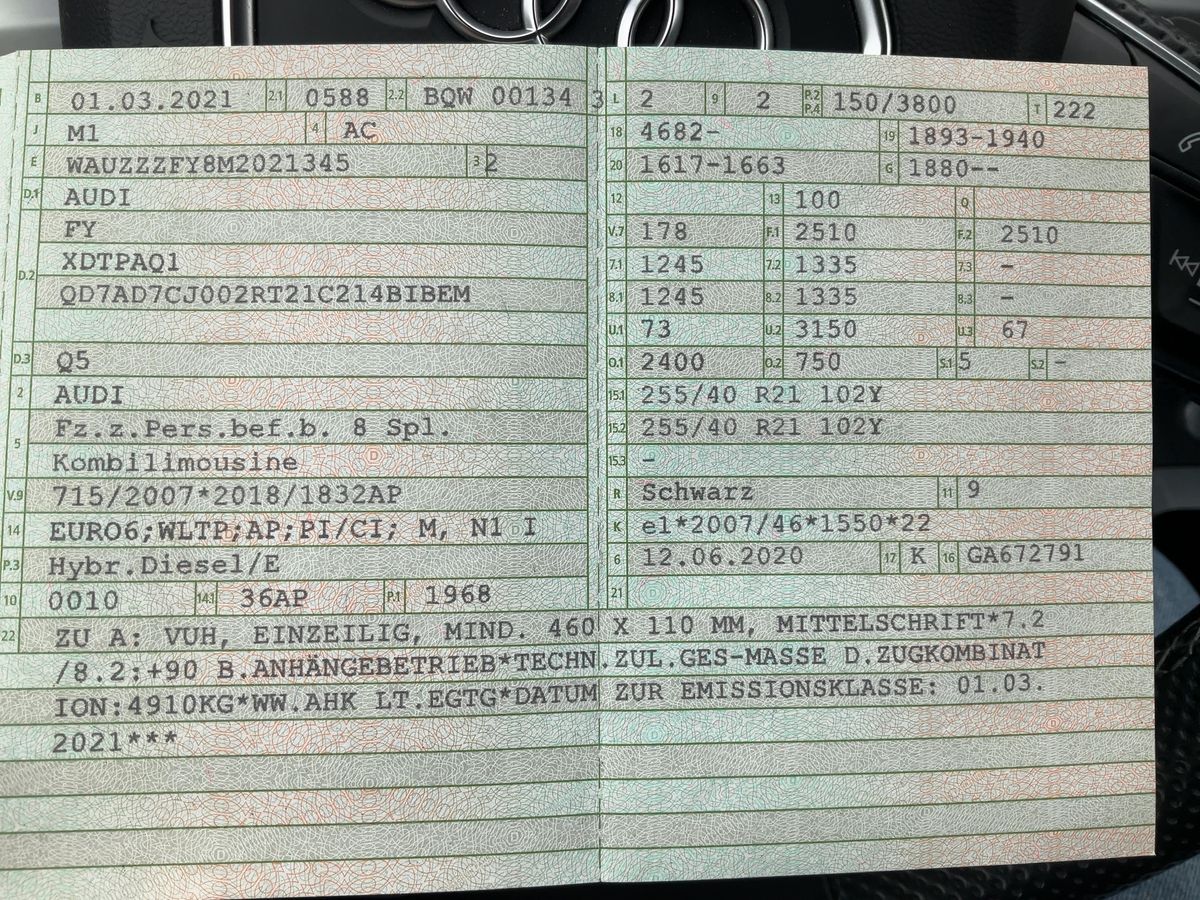 B 01.03.2021 2.1 0588 2.2 BQW 00134 3
J M1 4 AC
E WAUZZZFY8M2021345 3 2
D.1 AUDI
D.2 FY
XDTPAQ1
QD7AD7CJ002RT21C214BIBEM
D.3 Q5
2 AUDI
5 Fz.z.Pers.bef.b. 8 Spl.
Kombilimousine
V.9 715/2007*2018/1832AP
14 EURO6;WLTP;AP;PI/CI; M, N1 I
P.3 Hybr.Diesel/E
10 0010 14.1 36AP P.1 1968
L 2 9 2 P.2 P.4 150/3800 T 222
18 4682- 19 1893-1940
20 1617-1663 G 1880--
12 13 100 Q
V.7 178 F.1 2510 F.2 2510
7.1 1245 7.2 1335 7.3 -
8.1 1245 8.2 1335 8.3 -
U.1 73 U.2 3150 U.3 67
O.1 2400 O.2 750 S.1 5 S.2 -
15.1 255/40 R21 102Y
15.2 255/40 R21 102Y
15.3 -
R Schwarz 11 9
K e1*2007/46*1550*22
6 12.06.2020 17 K 16 GA672791
21
22 ZU A: VUH, EINZEILIG, MIND. 460 X 110 MM, MITTELSCHRIFT*7.2
/8.2:+90 B.ANHÄNGEBETRIEB*TECHN.ZUL.GES-MASSE D.ZUGKOMBINAT
ION:4910KG*WW.AHK LT.EGTG*DATUM ZUR EMISSIONSKLASSE: 01.03.
2021***